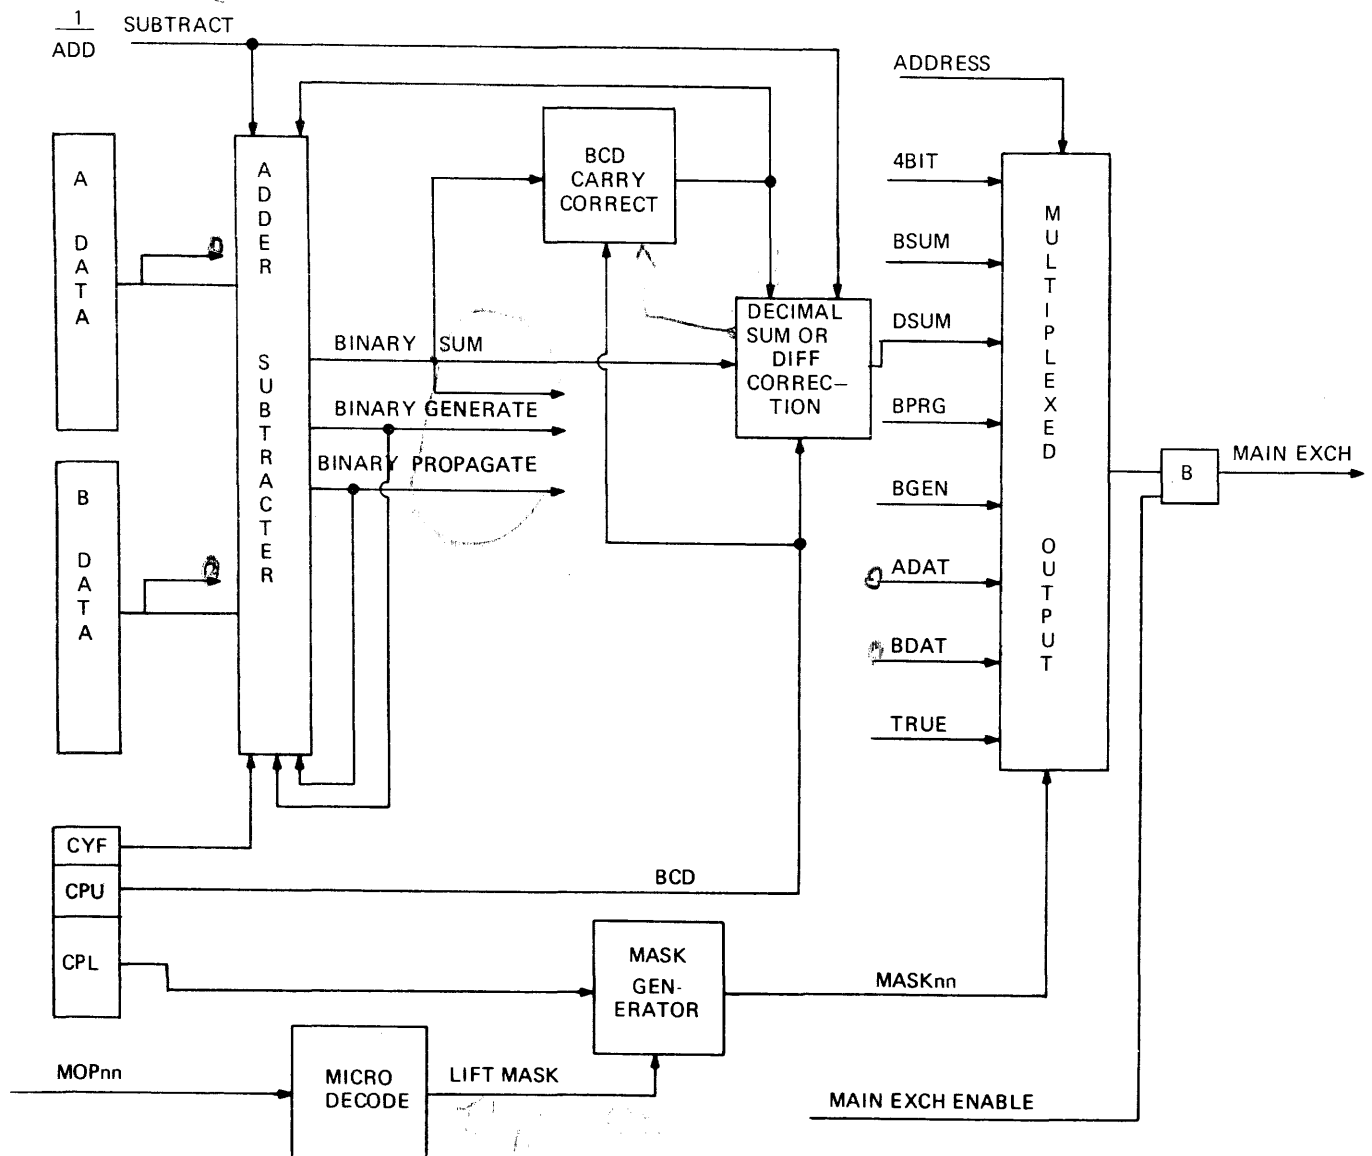 1
ADD
SUBTRACT
ADDRESS
A DATA
ADDER SUBTRACTER
BCD
CARRY
CORRECT
4BIT
BSUM
DSUM
BPRG
BGEN
ADAT
BDAT
TRUE
MULTIPLEXED OUTPUT
BINARY SUM
DECIMAL
SUM OR
DIFF
CORREC–
TION
BINARY GENERATE
BINARY PROPAGATE
B
MAIN EXCH
B DATA
CYF
CPU
BCD
CPL
MASK
GEN-
ERATOR
MASKnn
MOPnn
MICRO
DECODE
LIFT MASK
MAIN EXCH ENABLE